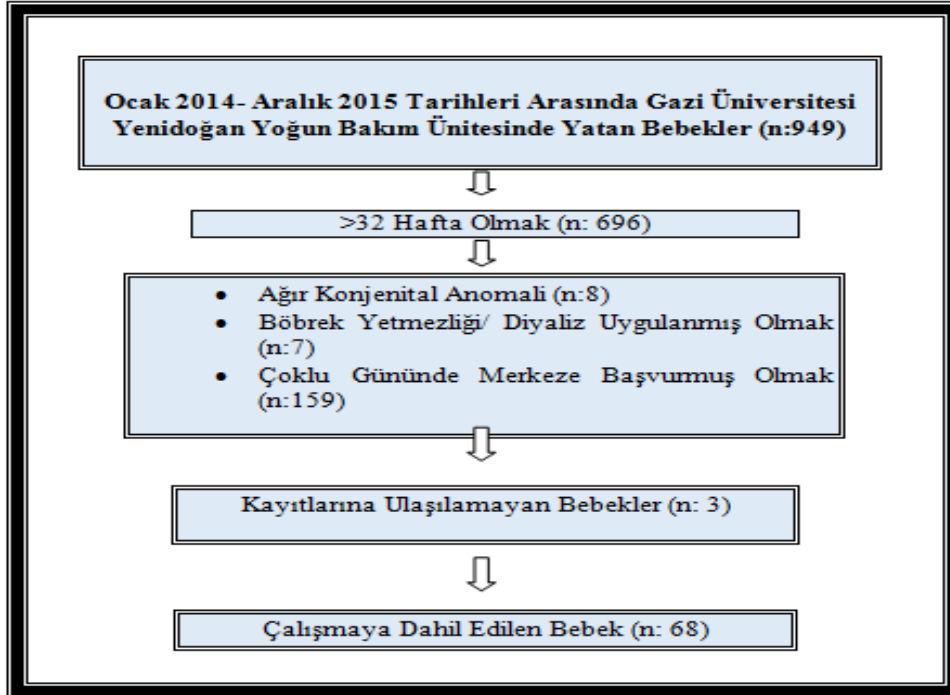 Ocak 2014- Aralık 2015 Tarihleri Arasında Gazi Üniversitesi
Yenidoğan Yoğun Bakım Ünitesinde Yatan Bebekler (n:949)
>32 Hafta Olmak (n: 696)
• Ağır Konjenital Anomali (n:8)
• Böbrek Yetmezliği/ Diyaliz Uygulanmış Olmak
(n:7)
• Çoklu Gününde Merkeze Başvurmuş Olmak
(n:159)
Kayıtlarına Ulaşılamayan Bebekler (n: 3)
Çalışmaya Dahil Edilen Bebek (n: 68)